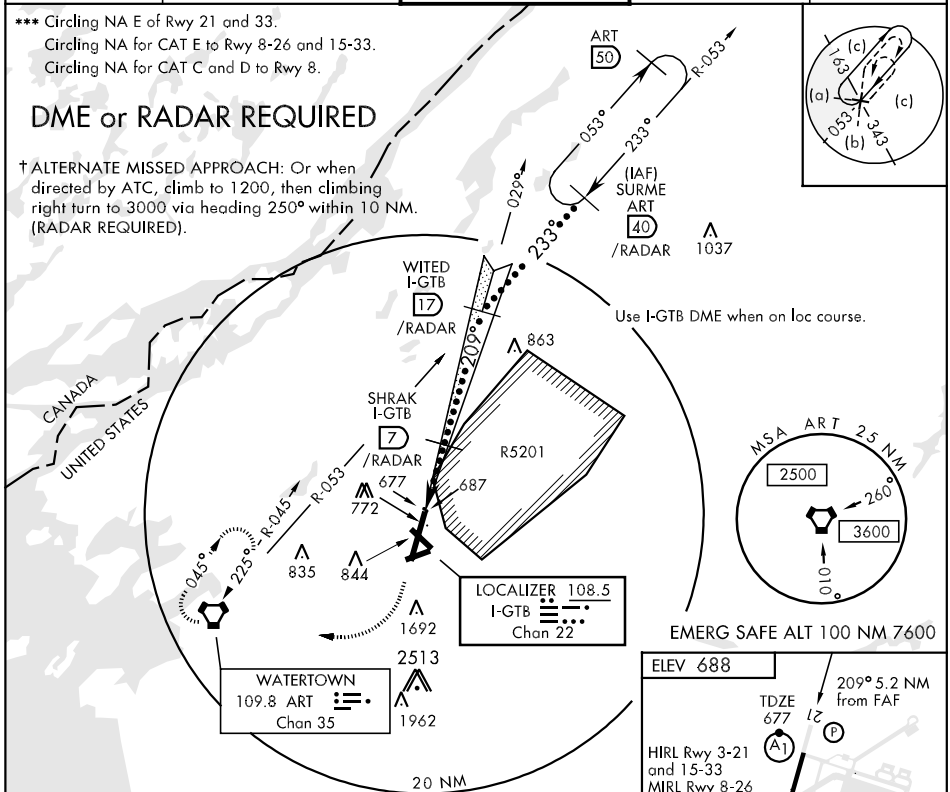 *** Circling NA E of Rwy 21 and 33.
Circling NA for CAT E to Rwy 8-26 and 15-33.
Circling NA for CAT C and D to Rwy 8.
DME or RADAR REQUIRED
† ALTERNATE MISSED APPROACH: Or when
directed by ATC, climb to 1200, then climbing
right turn to 3000 via heading 250° within 10 NM.
(RADAR REQUIRED).
ART
50
R-053
053°
233°
029°
(IAF)
SURME
ART
40
/RADAR
1037
233°
(c)
163
(a)
(c)
053
(b)
343
WITED
I-GTB
17
/RADAR
Use I-GTB DME when on loc course.
209°
863
CANADA
UNITED STATES
SHRAK
I-GTB
7
/RADAR
R5201
R-053
R-045
677
687
772
045°
225°
835
844
MSA ART 25 NM
2500
260°
3600
010°
LOCALIZER 108.5
I-GTB
Chan 22
1692
EMERG SAFE ALT 100 NM 7600
2513
WATERTOWN
109.8 ART
Chan 35
1962
20 NM
ELEV 688
209° 5.2 NM
from FAF
TDZE
677
21
P
A1
HIRL Rwy 3-21
and 15-33
MIRL Rwy 8-26